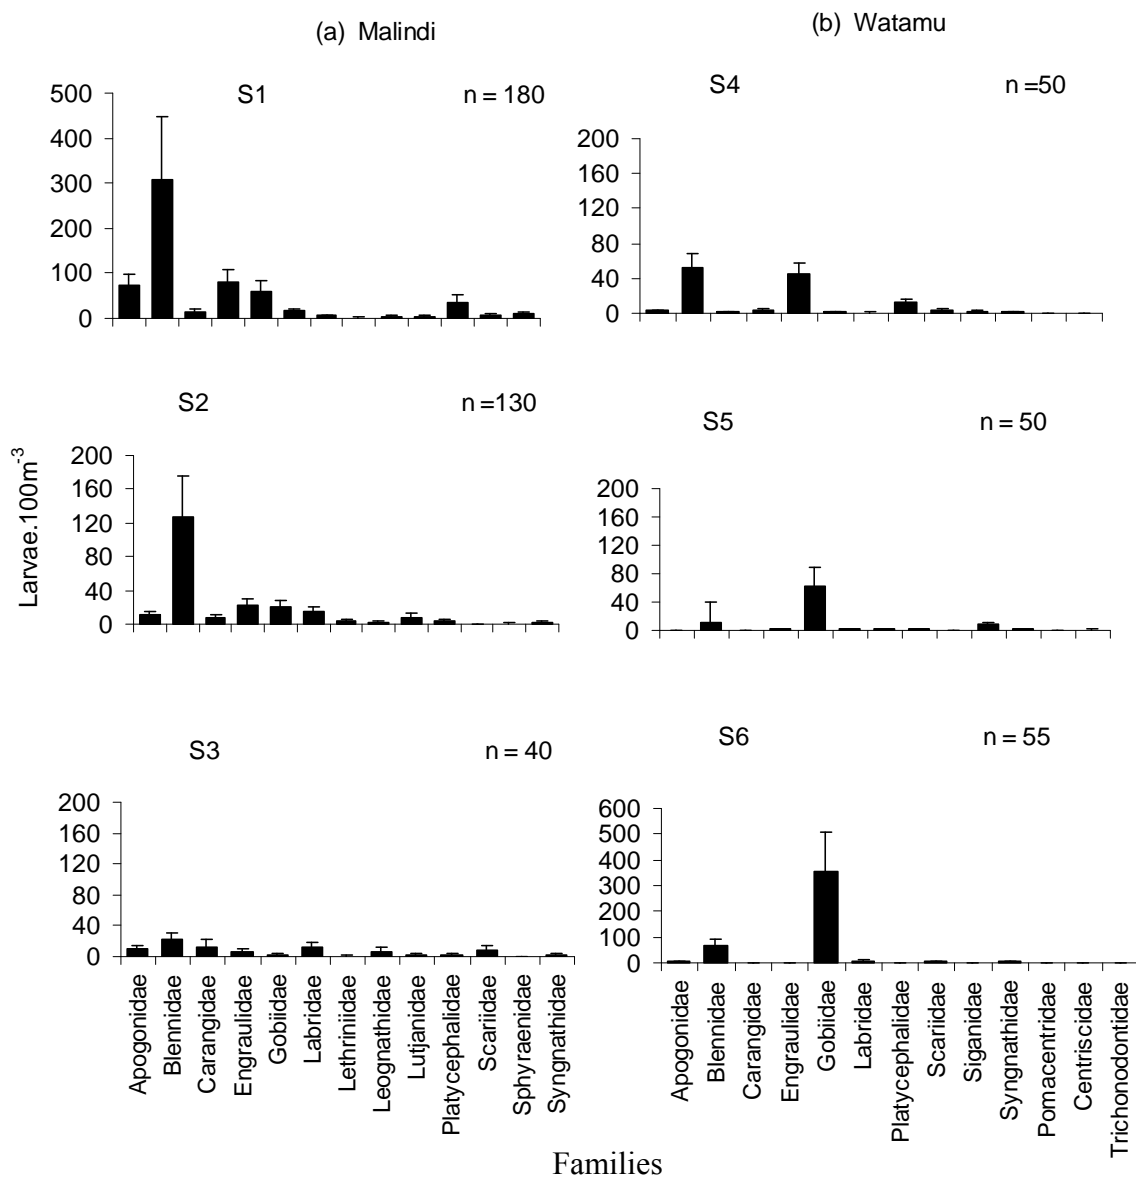 (a) Malindi
(b) Watamu
S1
n = 180
500
400
300
200
100
0
S4
n =50
200
160
120
80
40
0
S2
n =130
200
160
120
80
40
0
S5
n = 50
200
160
120
80
40
0
S3
n = 40
200
160
120
80
40
0
S6
n = 55
600
500
400
300
200
100
0
Larvae.100m-3
Apogonidae
Blennidae
Carangidae
Engraulidae
Gobiidae
Labridae
Lethriniidae
Leognathidae
Lutjanidae
Platycephalidae
Scariidae
Sphyraenidae
Syngnathidae
Apogonidae
Blennidae
Carangidae
Engraulidae
Gobiidae
Labridae
Platycephalidae
Scariidae
Siganidae
Syngnathidae
Pomacentridae
Centriscidae
Trichonodontidae
Families